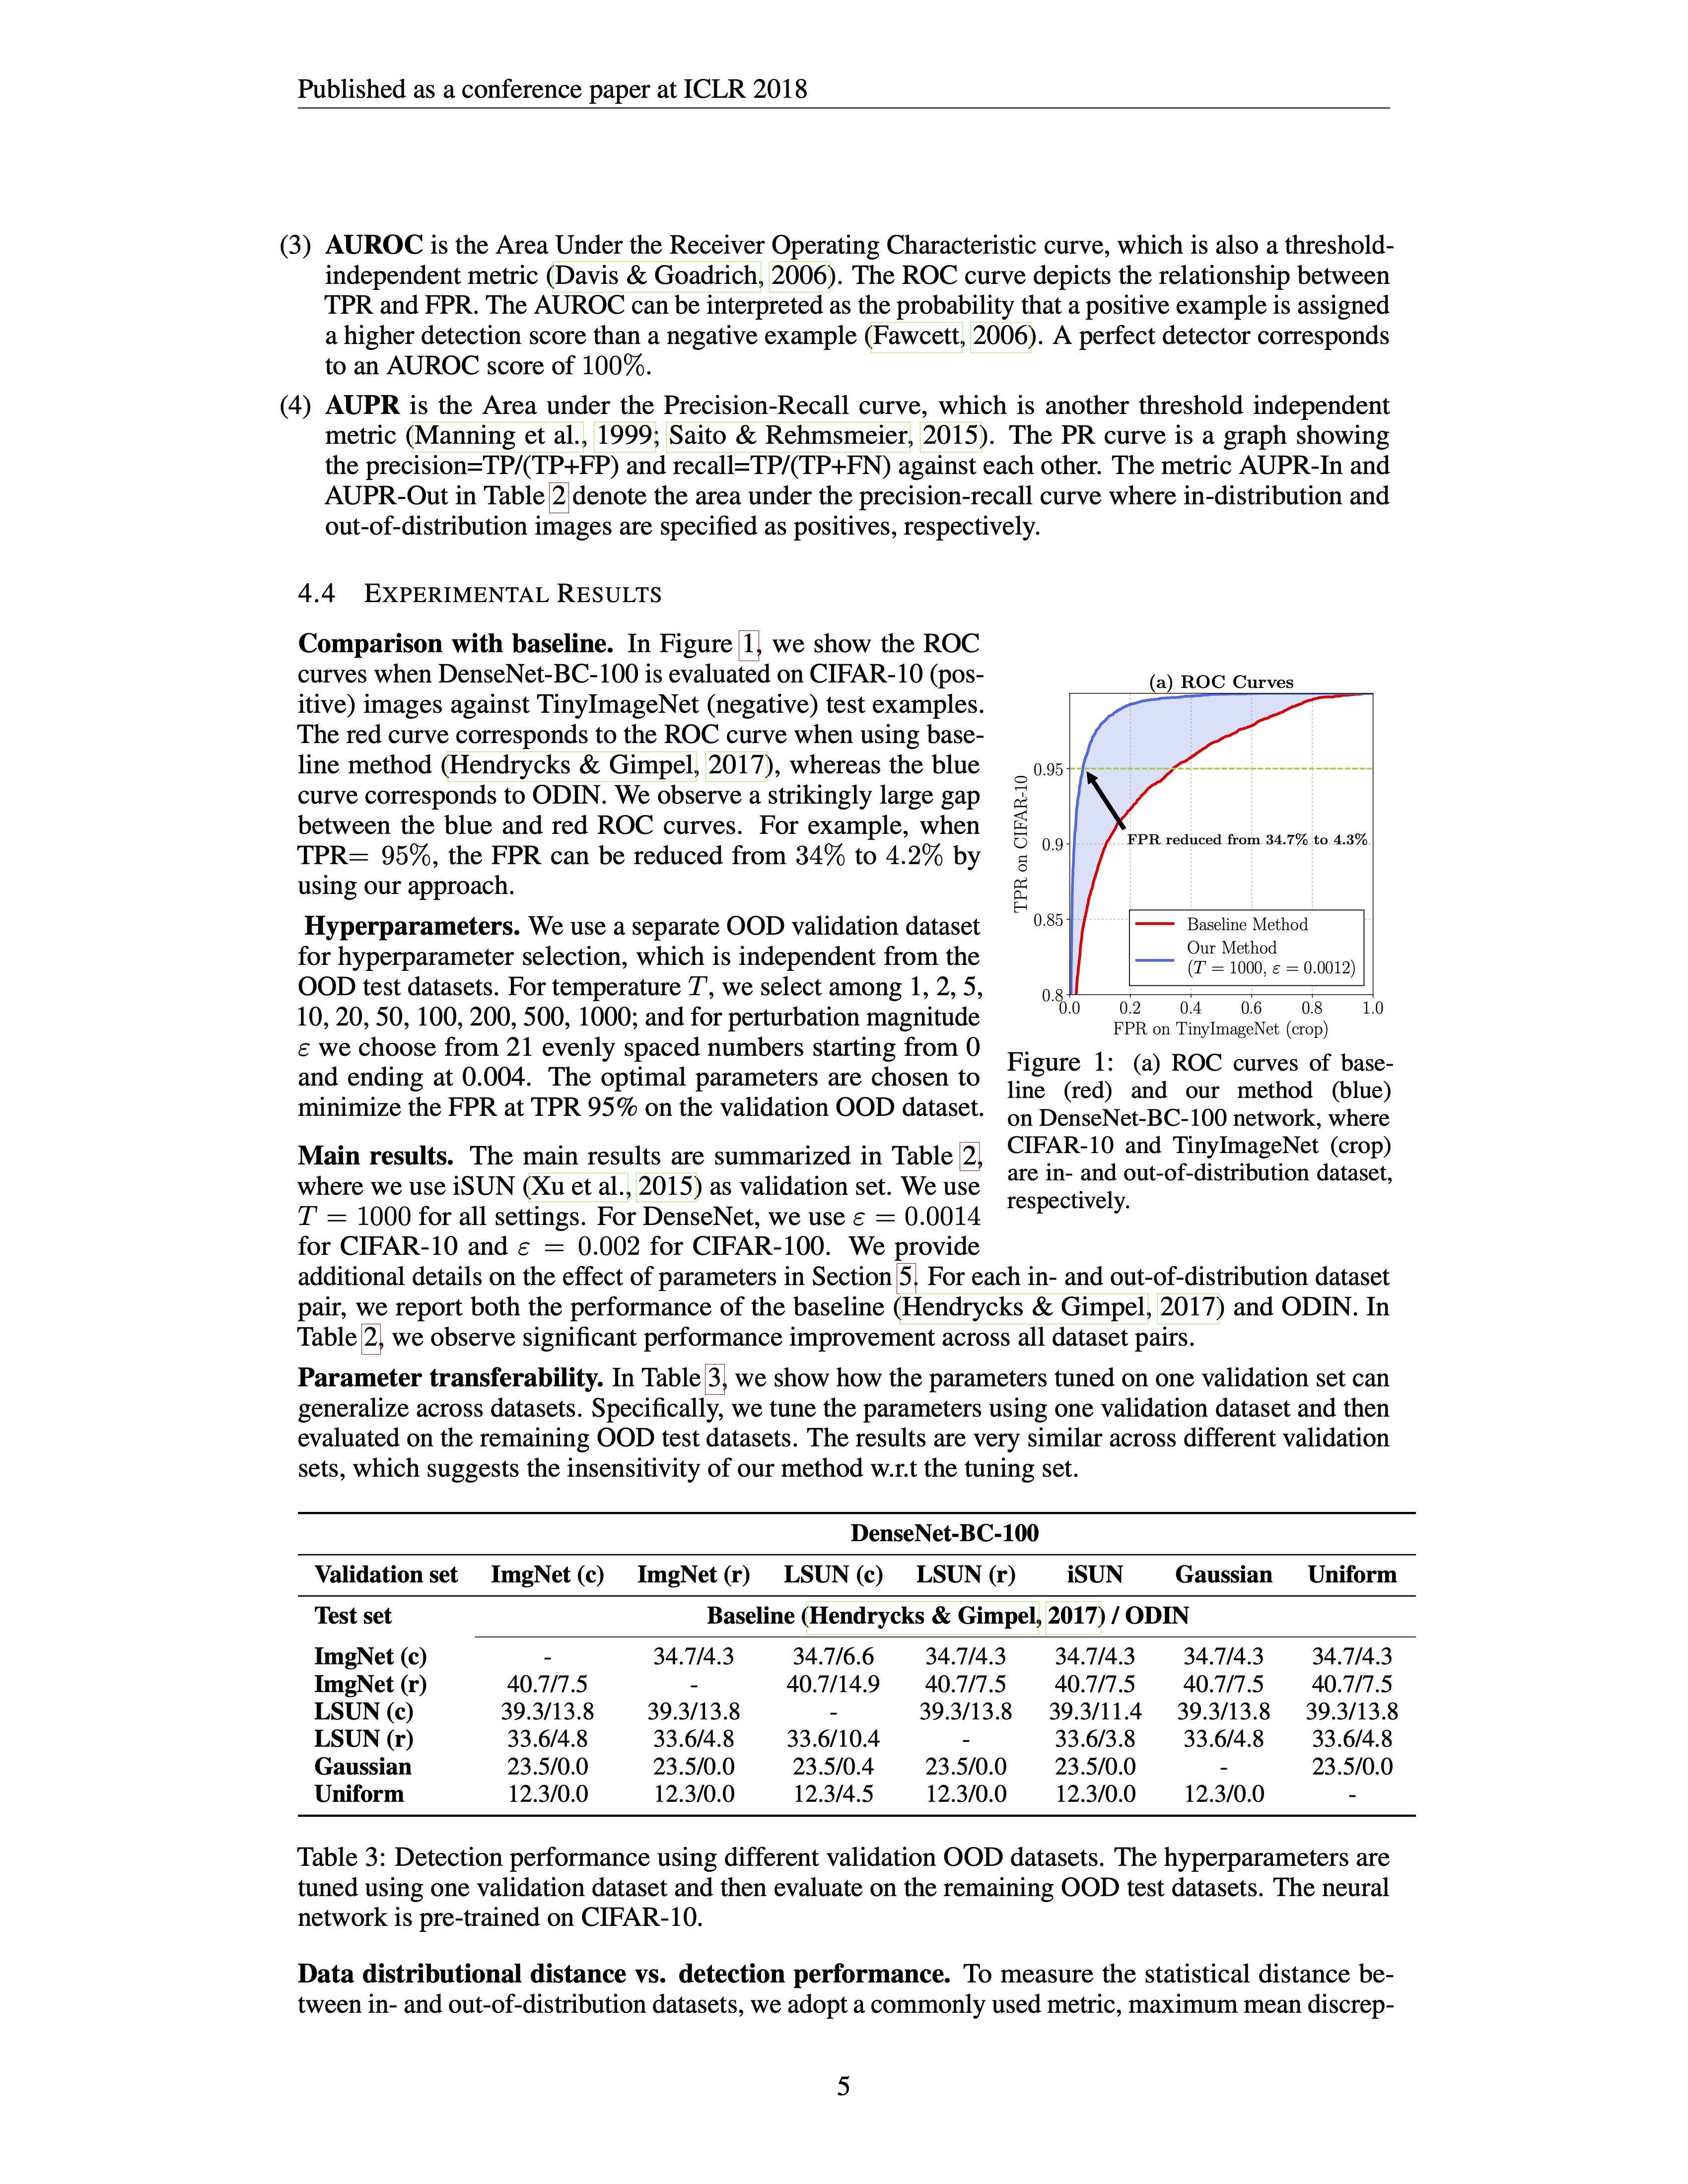 Published as a conference paper at ICLR 2018
(3) AUROC is the Area Under the Receiver Operating Characteristic curve, which is also a threshold-
independent metric (Davis & Goadrich, 2006). The ROC curve depicts the relationship between
TPR and FPR. The AUROC can be interpreted as the probability that a positive example is assigned
a higher detection score than a negative example (Fawcett, 2006). A perfect detector corresponds
to an AUROC score of 100%.
(4) AUPR is the Area under the Precision-Recall curve, which is another threshold independent
metric (Manning et al., 1999; Saito & Rehmsmeier, 2015). The PR curve is a graph showing
the precision=TP/(TP+FP) and recall=TP/(TP+FN) against each other. The metric AUPR-In and
AUPR-Out in Table 2 denote the area under the precision-recall curve where in-distribution and
out-of-distribution images are specified as positives, respectively.
4.4 EXPERIMENTAL RESULTS
Comparison with baseline. In Figure 1, we show the ROC
curves when DenseNet-BC-100 is evaluated on CIFAR-10 (pos-
itive) images against TinyImageNet (negative) test examples.
The red curve corresponds to the ROC curve when using base-
line method (Hendrycks & Gimpel, 2017), whereas the blue
curve corresponds to ODIN. We observe a strikingly large gap
between the blue and red ROC curves. For example, when
TPR= 95%, the FPR can be reduced from 34% to 4.2% by
using our approach.
Hyperparameters. We use a separate OOD validation dataset
for hyperparameter selection, which is independent from the
OOD test datasets. For temperature T, we select among 1, 2, 5,
10, 20, 50, 100, 200, 500, 1000; and for perturbation magnitude
ε we choose from 21 evenly spaced numbers starting from 0
and ending at 0.004. The optimal parameters are chosen to
minimize the FPR at TPR 95% on the validation OOD dataset.
(a) ROC Curves
TPR on CIFAR-10
0.95
0.9
0.85
0.8
FPR reduced from 34.7% to 4.3%
Baseline Method
Our Method
(T = 1000, ε = 0.0012)
0.0 0.2 0.4 0.6 0.8 1.0
FPR on TinyImageNet (crop)
Figure 1: (a) ROC curves of base-
line (red) and our method (blue)
on DenseNet-BC-100 network, where
CIFAR-10 and TinyImageNet (crop)
are in- and out-of-distribution dataset,
respectively.
Main results. The main results are summarized in Table 2,
where we use iSUN (Xu et al., 2015) as validation set. We use
T = 1000 for all settings. For DenseNet, we use ε = 0.0014
for CIFAR-10 and ε = 0.002 for CIFAR-100. We provide
additional details on the effect of parameters in Section 5. For each in- and out-of-distribution dataset
pair, we report both the performance of the baseline (Hendrycks & Gimpel, 2017) and ODIN. In
Table 2, we observe significant performance improvement across all dataset pairs.
Parameter transferability. In Table 3, we show how the parameters tuned on one validation set can
generalize across datasets. Specifically, we tune the parameters using one validation dataset and then
evaluated on the remaining OOD test datasets. The results are very similar across different validation
sets, which suggests the insensitivity of our method w.r.t the tuning set.
DenseNet-BC-100
Validation set ImgNet (c) ImgNet (r) LSUN (c) LSUN (r) iSUN Gaussian Uniform
Test set Baseline (Hendrycks & Gimpel, 2017) / ODIN
ImgNet (c) - 34.7/4.3 34.7/6.6 34.7/4.3 34.7/4.3 34.7/4.3 34.7/4.3
ImgNet (r) 40.7/7.5 - 40.7/14.9 40.7/7.5 40.7/7.5 40.7/7.5 40.7/7.5
LSUN (c) 39.3/13.8 39.3/13.8 - 39.3/13.8 39.3/11.4 39.3/13.8 39.3/13.8
LSUN (r) 33.6/4.8 33.6/4.8 33.6/10.4 - 33.6/3.8 33.6/4.8 33.6/4.8
Gaussian 23.5/0.0 23.5/0.0 23.5/0.4 23.5/0.0 23.5/0.0 - 23.5/0.0
Uniform 12.3/0.0 12.3/0.0 12.3/4.5 12.3/0.0 12.3/0.0 12.3/0.0 -
Table 3: Detection performance using different validation OOD datasets. The hyperparameters are
tuned using one validation dataset and then evaluate on the remaining OOD test datasets. The neural
network is pre-trained on CIFAR-10.
Data distributional distance vs. detection performance. To measure the statistical distance be-
tween in- and out-of-distribution datasets, we adopt a commonly used metric, maximum mean discrep-
5